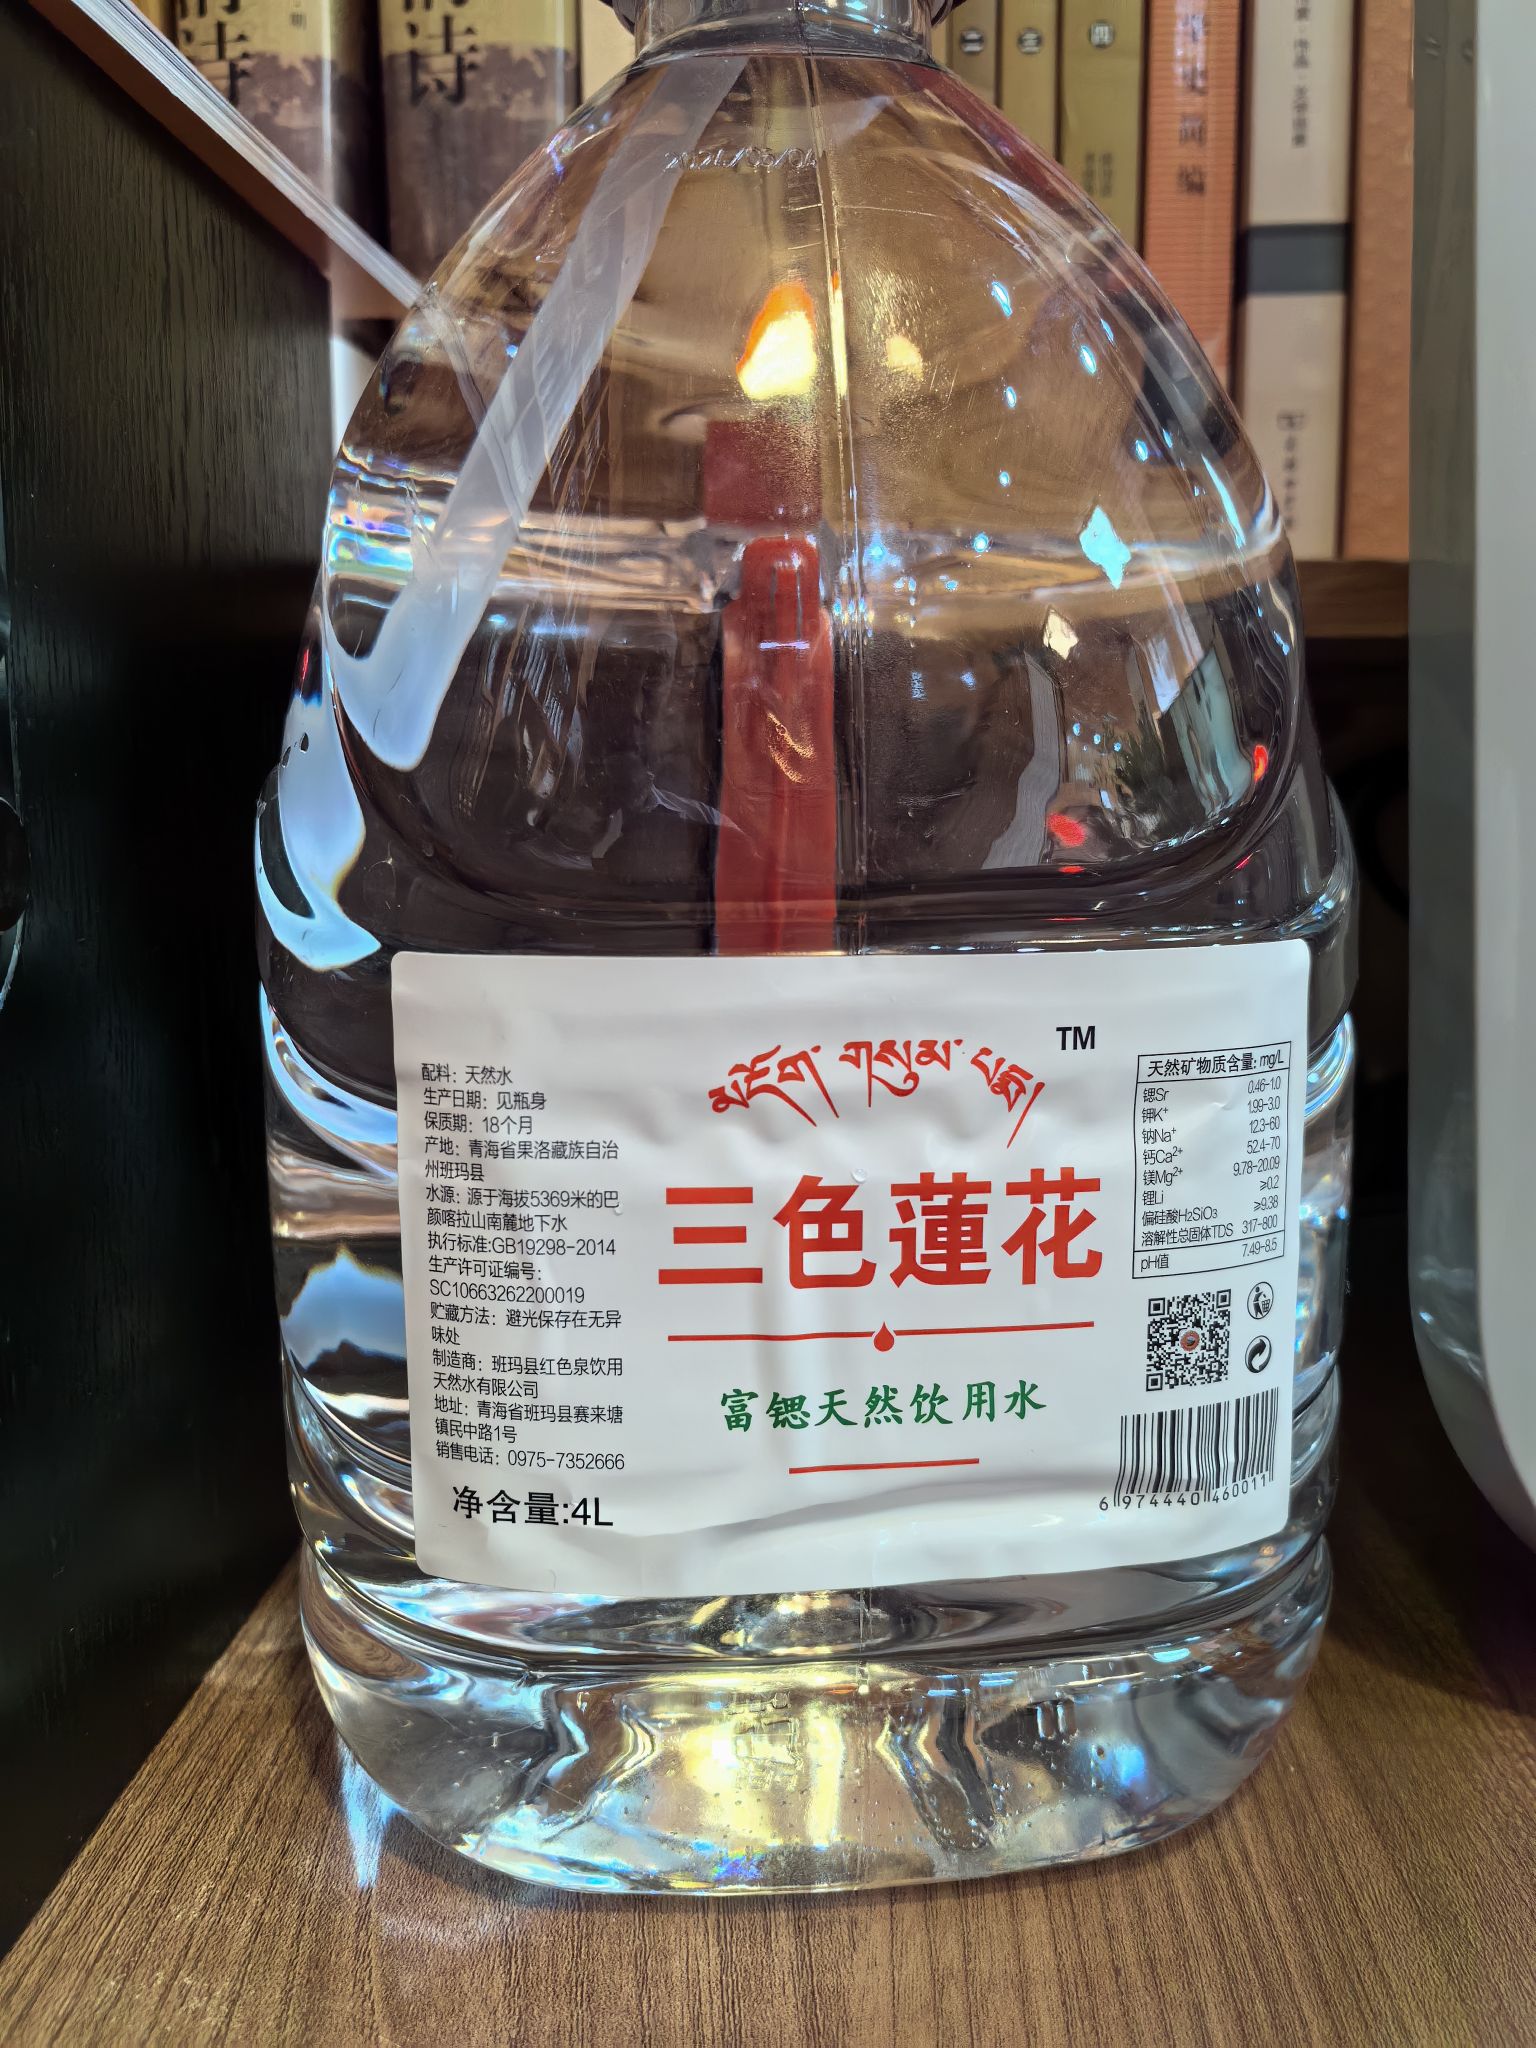 诗
诗
二
三
四
史简编
མཛོད་གསུམ་པདྨ།
TM
三色蓮花
富锶天然饮用水
配料：天然水
生产日期：见瓶身
保质期：18个月
产地：青海省果洛藏族自治
州班玛县
水源：源于海拔5369米的巴
颜喀拉山南麓地下水
执行标准:GB19298-2014
生产许可证编号：
SC10663262200019
贮藏方法：避光保存在无异
味处
制造商：班玛县红色泉饮用
天然水有限公司
地址：青海省班玛县赛来塘
镇民中路1号
销售电话：0975-7352666
净含量:4L
天然矿物质含量: mg/L
锶Sr 0.46-1.0
钾K⁺ 1.99-3.0
钠Na⁺ 12.3-60
钙Ca²⁺ 52.4-70
镁Mg²⁺ 9.78-20.09
锂Li ≥0.2
偏硅酸H₂SiO₃ ≥9.38
溶解性总固体TDS 317-800
pH值 7.49-8.5
6 974440 460011